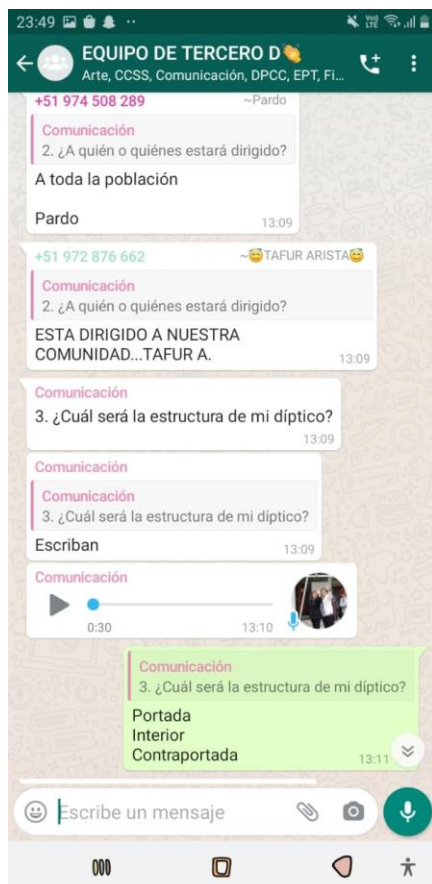 23:49
EQUIPO DE TERCERO D
Arte, CCSS, Comunicación, DPCC, EPT, Fi...
+51 974 508 289 ~Pardo
Comunicación
2. ¿A quién o quiénes estará dirigido?
A toda la población
Pardo
13:09
+51 972 876 662 ~😇TAFUR ARISTA😇
Comunicación
2. ¿A quién o quiénes estará dirigido?
ESTA DIRIGIDO A NUESTRA
COMUNIDAD...TAFUR A.
13:09
Comunicación
3. ¿Cuál será la estructura de mi díptico?
13:09
Comunicación
Comunicación
3. ¿Cuál será la estructura de mi díptico?
Escriban
13:09
Comunicación
0:30 13:10
Comunicación
3. ¿Cuál será la estructura de mi díptico?
Portada
Interior
Contraportada
13:11
Escribe un mensaje